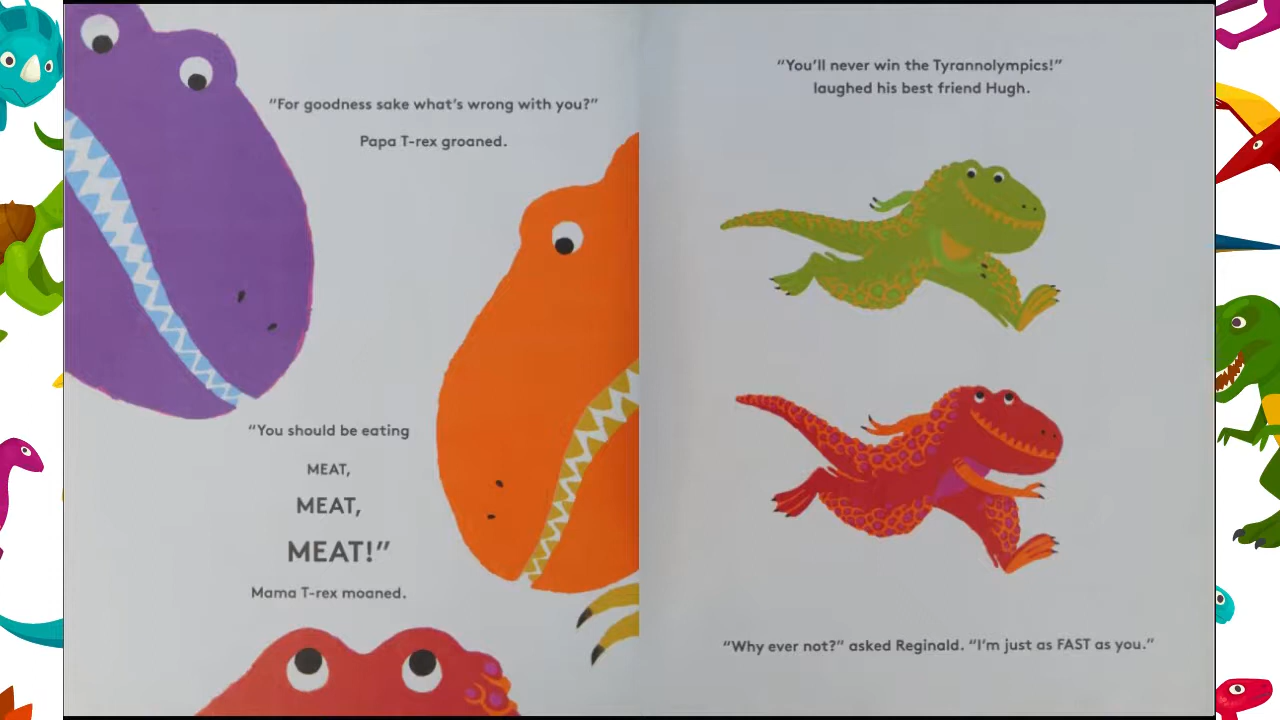 “For goodness sake what’s wrong with you?”
Papa T-rex groaned.
“You should be eating
MEAT,
MEAT,
MEAT!”
Mama T-rex moaned.
“You’ll never win the Tyrannolympics!”
laughed his best friend Hugh.
“Why ever not?” asked Reginald. “I’m just as FAST as you.”